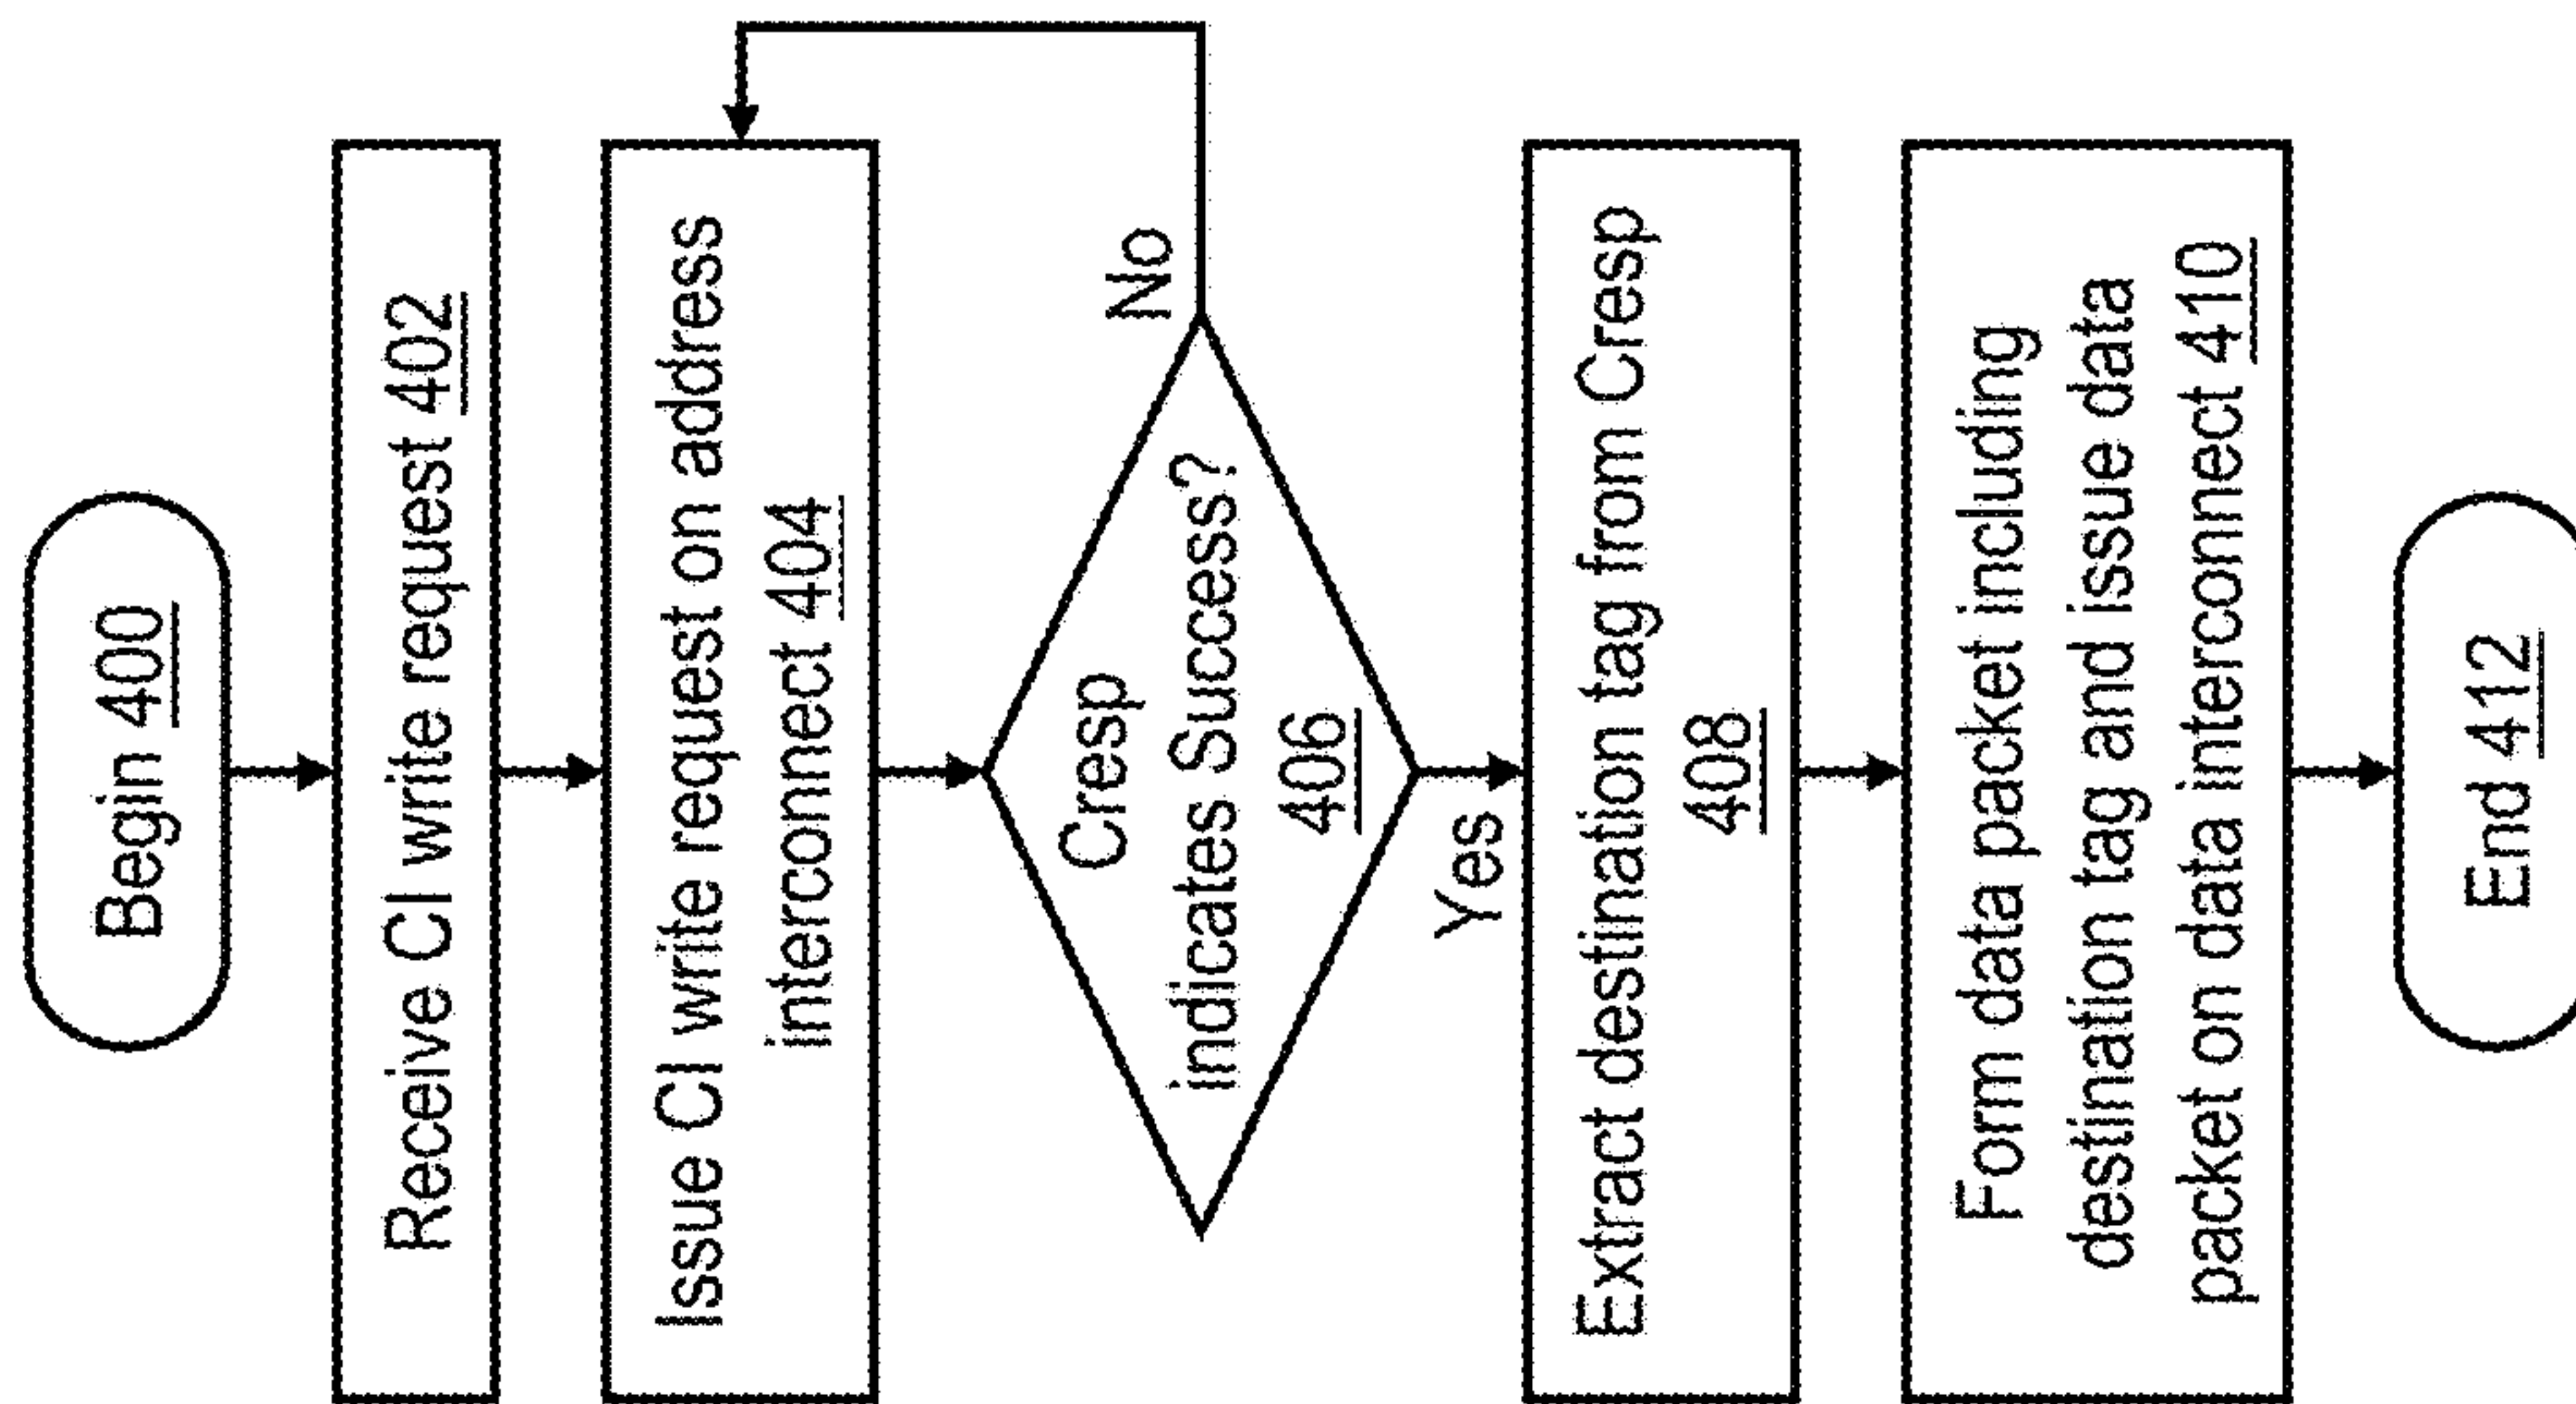 Begin 400
Receive CI write request 402
Issue CI write request on address
interconnect 404
Cresp
indicates Success?
406
No
Yes
Extract destination tag from Cresp
408
Form data packet including
destination tag and issue data
packet on data interconnect 410
End 412